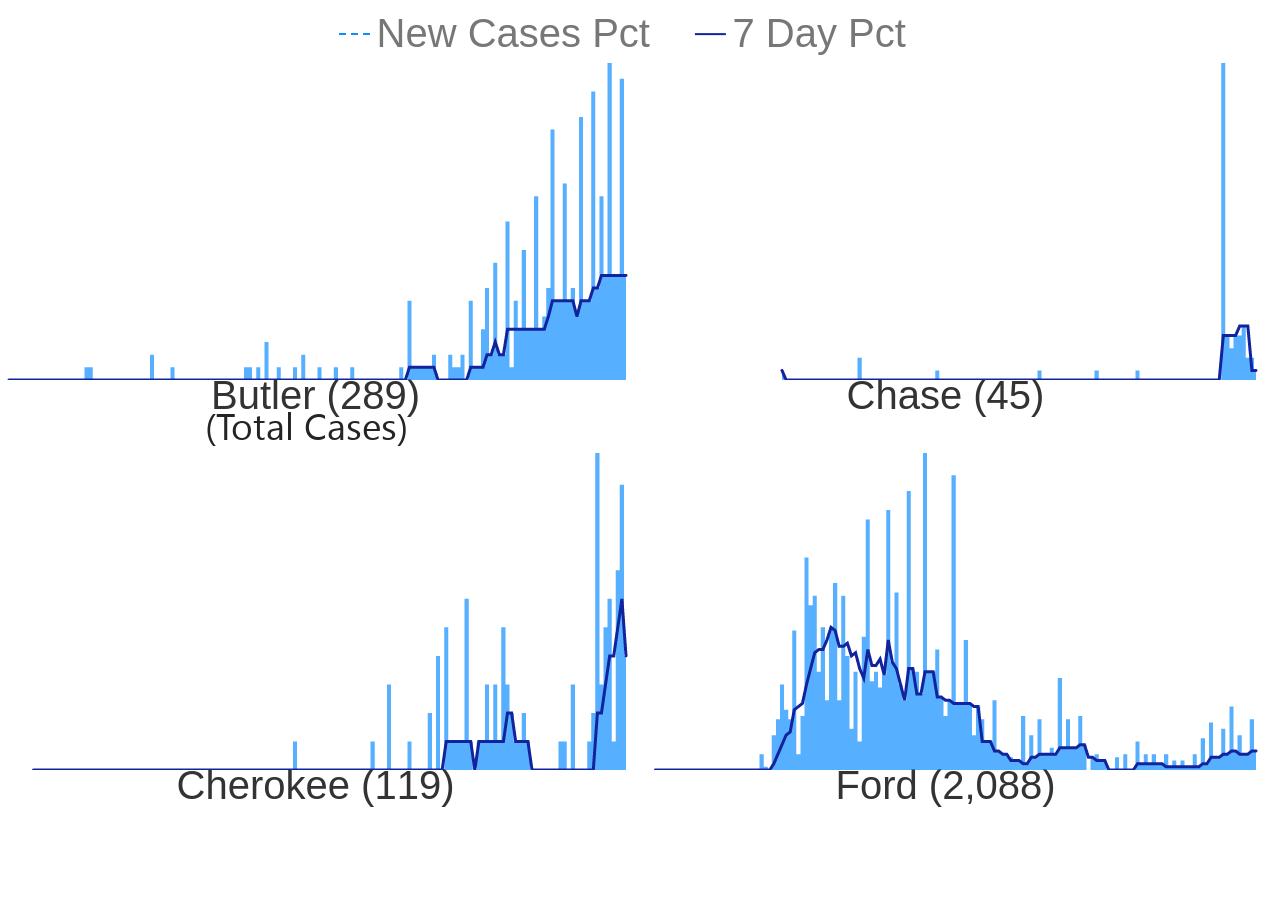 New Cases Pct 7 Day Pct
Butler (289)
(Total Cases)
Chase (45)
Cherokee (119)
Ford (2,088)